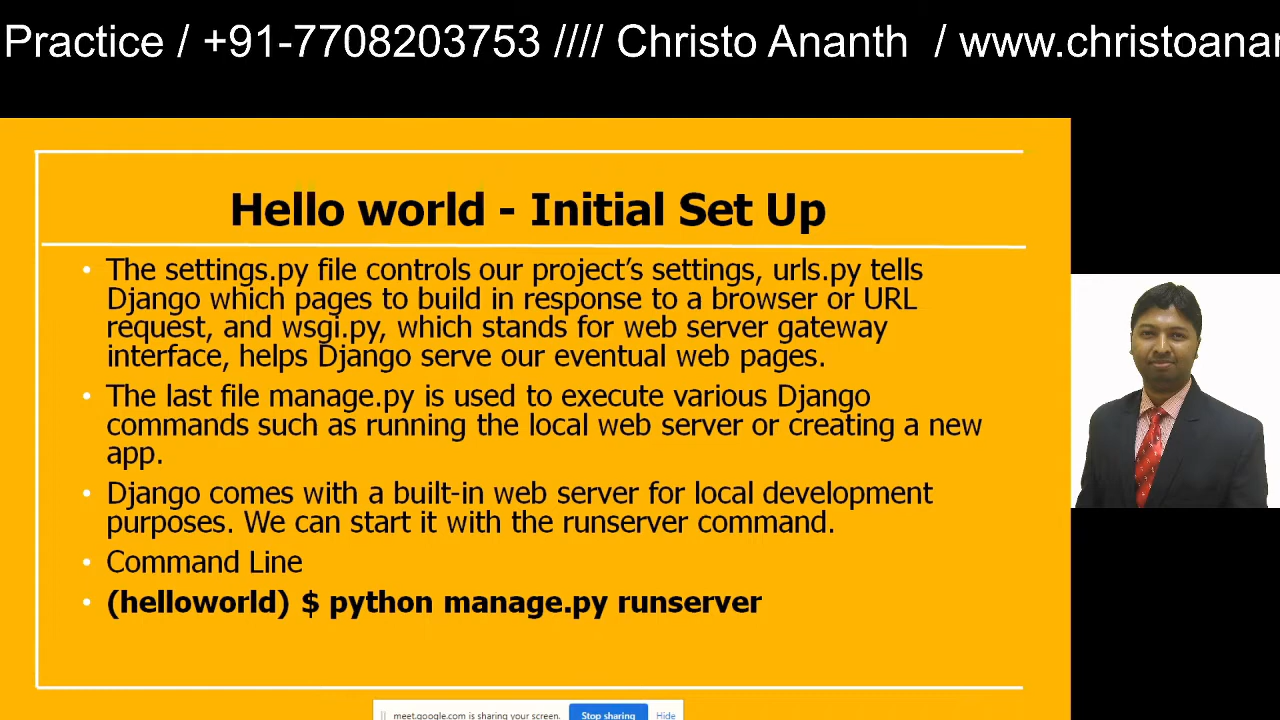 Practice / +91-7708203753 //// Christo Ananth / www.christoanan
Hello world - Initial Set Up
• The settings.py file controls our project’s settings, urls.py tells
Django which pages to build in response to a browser or URL
request, and wsgi.py, which stands for web server gateway
interface, helps Django serve our eventual web pages.
• The last file manage.py is used to execute various Django
commands such as running the local web server or creating a new
app.
• Django comes with a built-in web server for local development
purposes. We can start it with the runserver command.
• Command Line
• (helloworld) $ python manage.py runserver
meet.google.com is sharing your screen.
Stop sharing
Hide